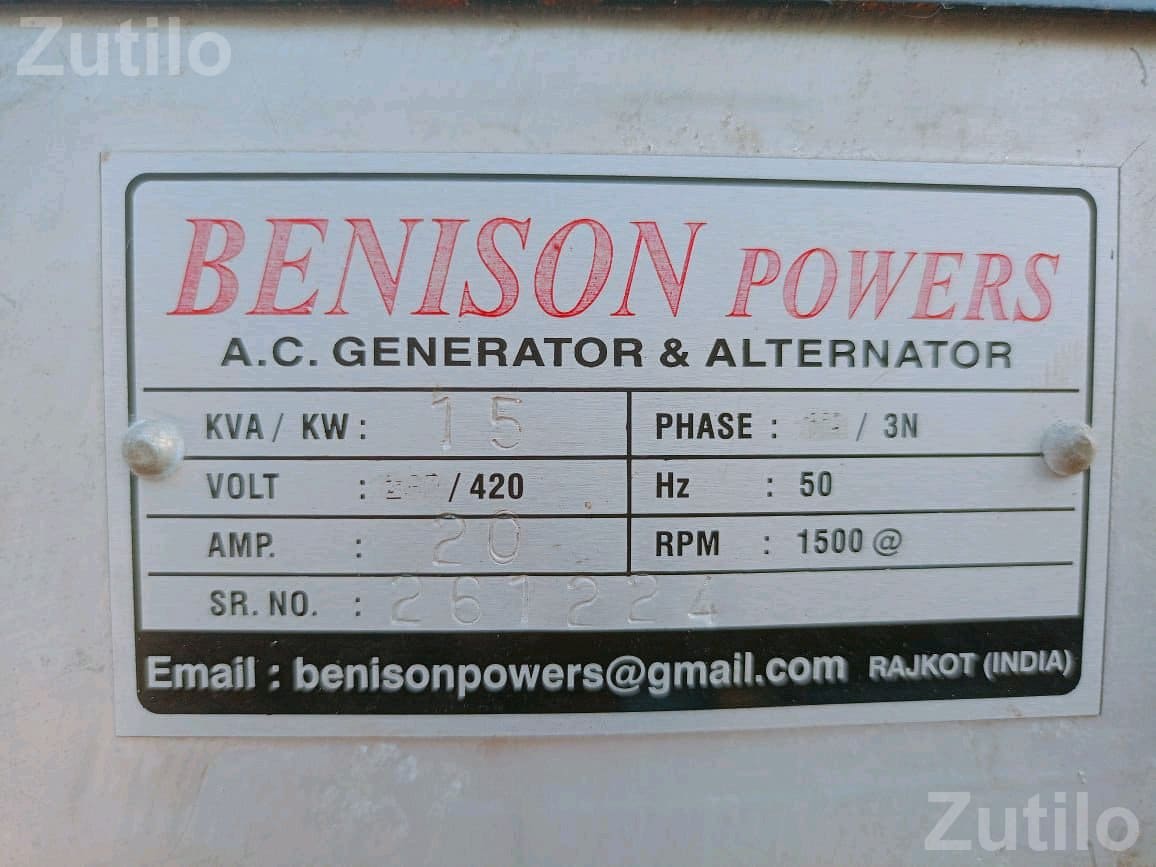 Zutilo
BENISON POWERS
A.C. GENERATOR & ALTERNATOR
KVA / KW : 15
PHASE : / 3N
VOLT : / 420
Hz : 50
AMP. : 20
RPM : 1500 @
SR. NO. : 261224
Email : benisonpowers@gmail.com RAJKOT (INDIA)
Zutilo